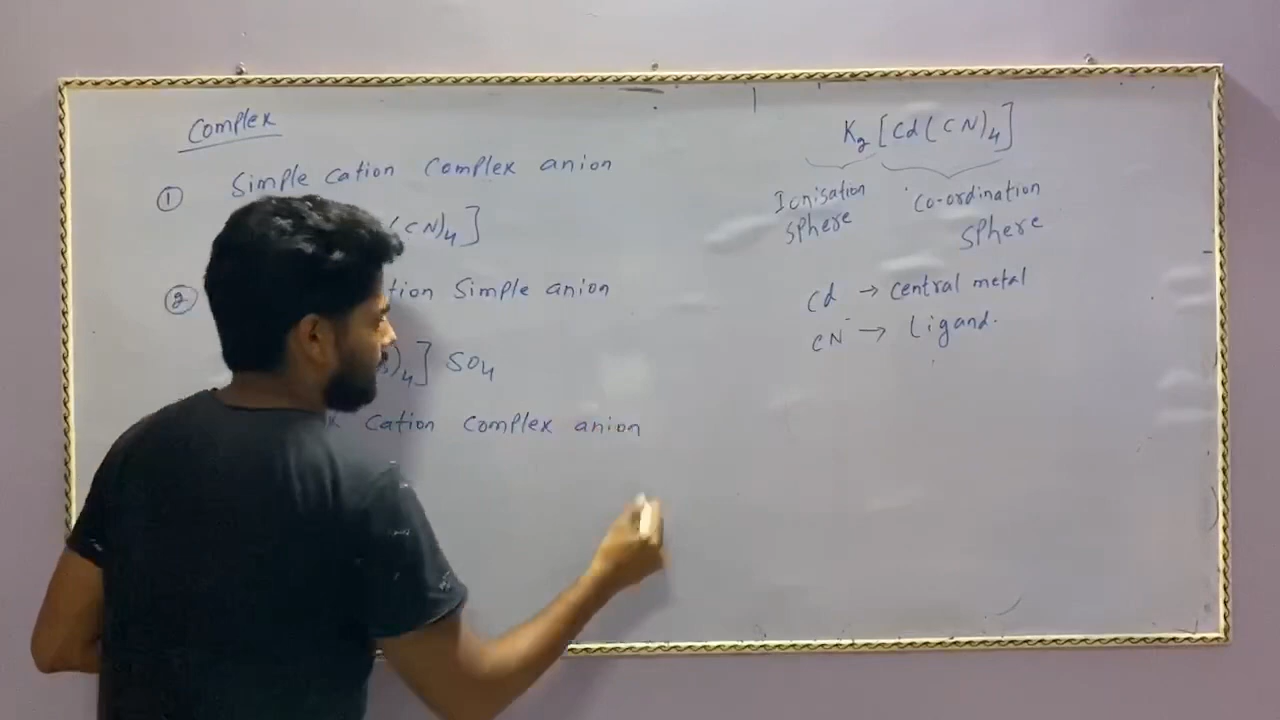 Complex
① Simple cation Complex anion
(CN)₄]
② tion Simple anion
)₄] SO₄
cation complex anion
K₂[Cd(CN)₄]
Ionisation sphere
Co-ordination sphere
Cd → central metal
CN⁻ → Ligand.